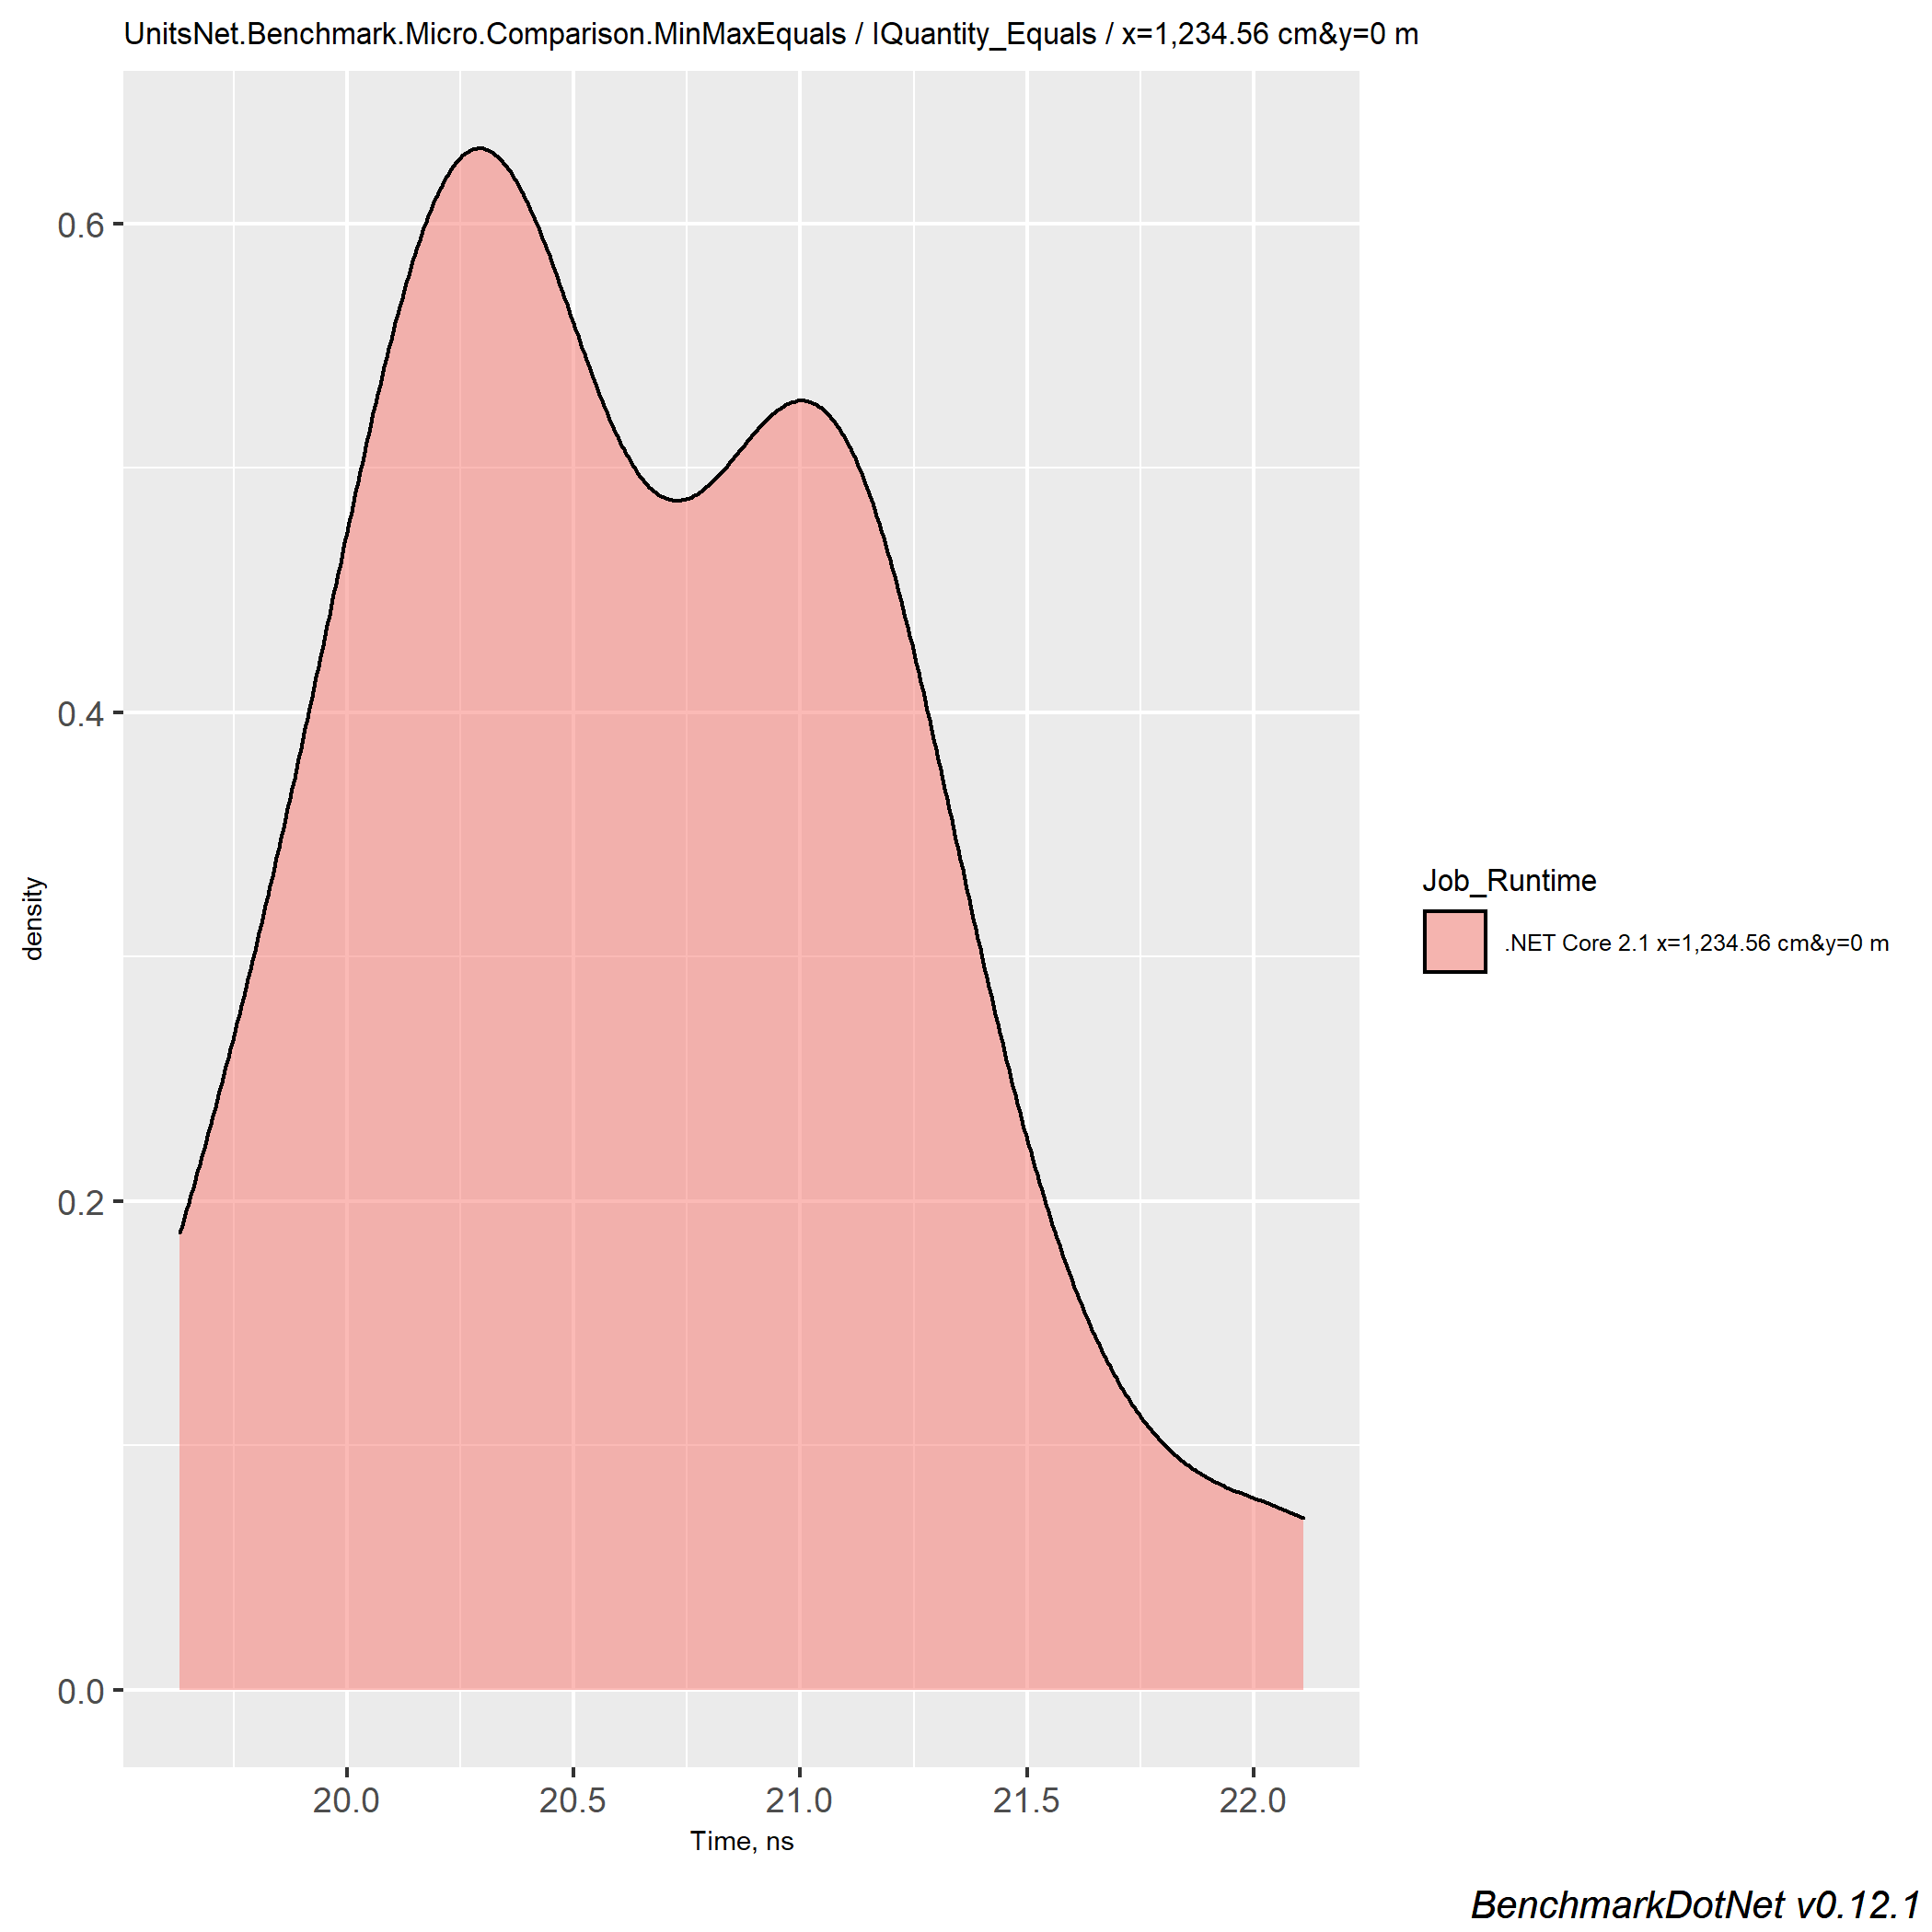 UnitsNet.Benchmark.Micro.Comparison.MinMaxEquals / IQuantity_Equals / x=1,234.56 cm&y=0 m
0.6
0.4
0.2
0.0
density
20.0 20.5 21.0 21.5 22.0
Time, ns
Job_Runtime
.NET Core 2.1 x=1,234.56 cm&y=0 m
BenchmarkDotNet v0.12.1